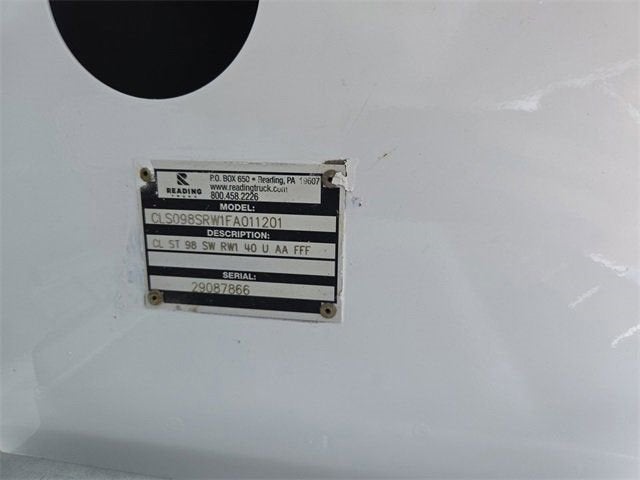 READING
TRUCK
P.O. BOX 650 • Reading, PA 19607
www.readingtruck.com
800.458.2226
MODEL:
CLS098SRW1FA011201
DESCRIPTION:
CL ST 98 SW RW1 40 U AA FFF
SERIAL:
29087866